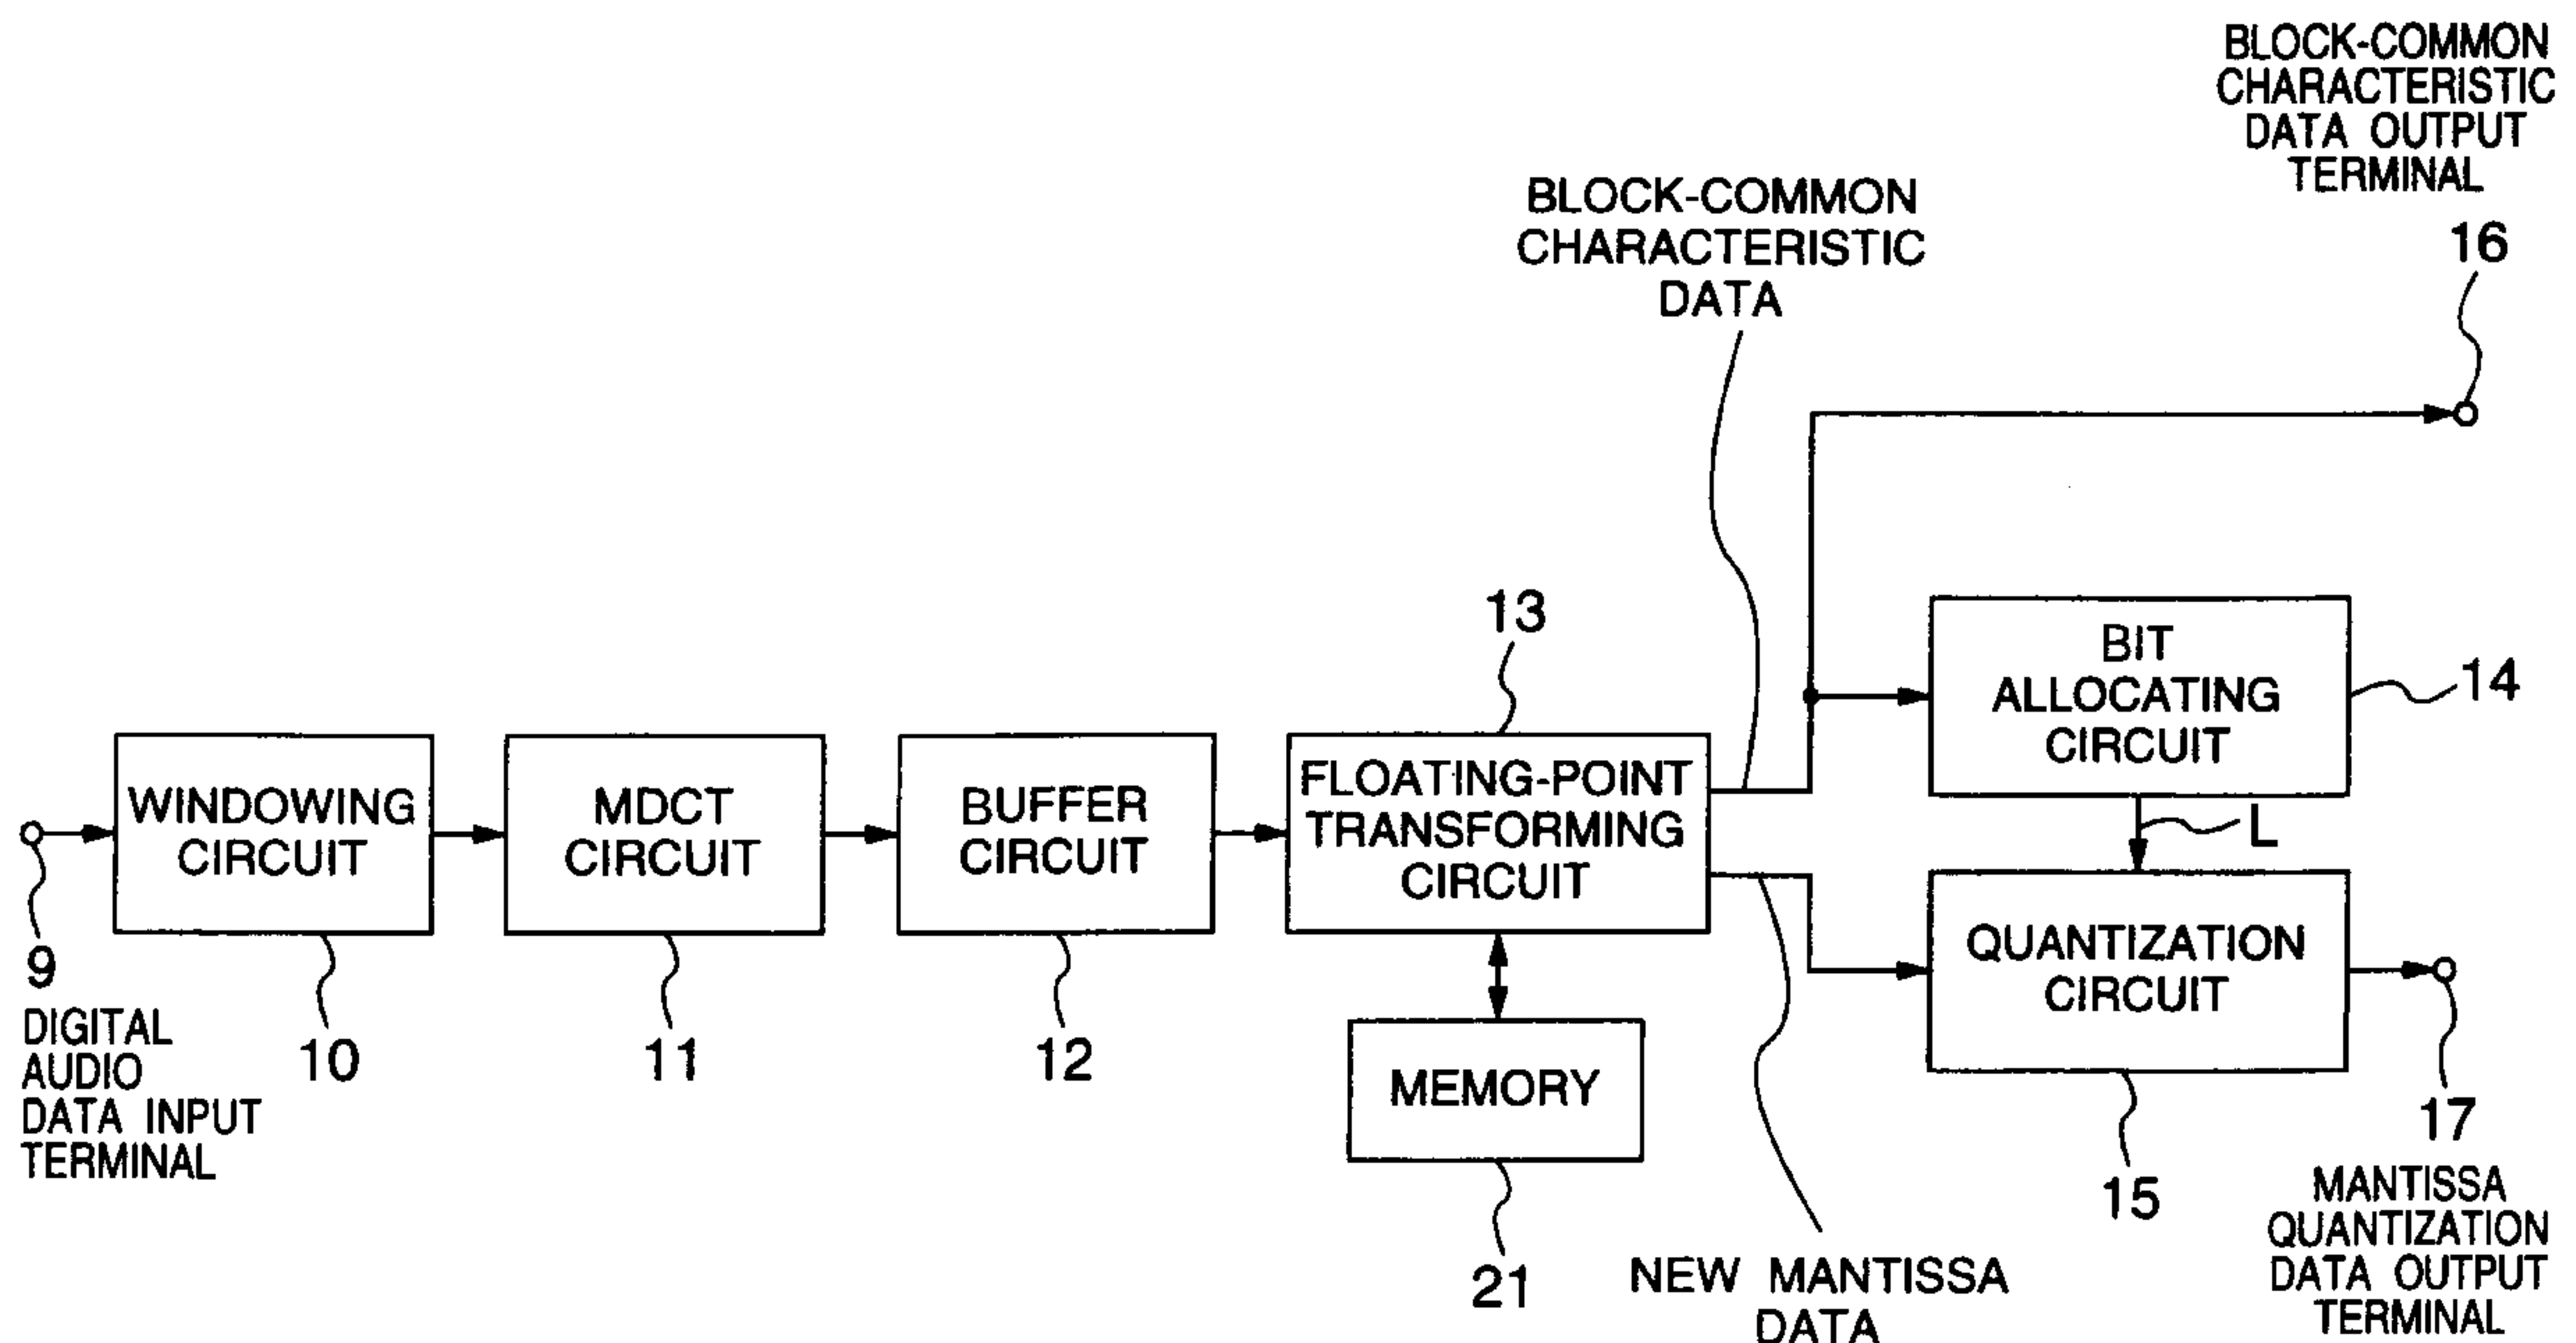 BLOCK-COMMON
CHARACTERISTIC
DATA OUTPUT
TERMINAL
16
BLOCK-COMMON
CHARACTERISTIC
DATA
13
BIT
ALLOCATING
CIRCUIT
14
L
9
DIGITAL
AUDIO
DATA INPUT
TERMINAL
WINDOWING
CIRCUIT
10
MDCT
CIRCUIT
11
BUFFER
CIRCUIT
12
FLOATING-POINT
TRANSFORMING
CIRCUIT
MEMORY
21
NEW MANTISSA
DATA
QUANTIZATION
CIRCUIT
15
17
MANTISSA
QUANTIZATION
DATA OUTPUT
TERMINAL